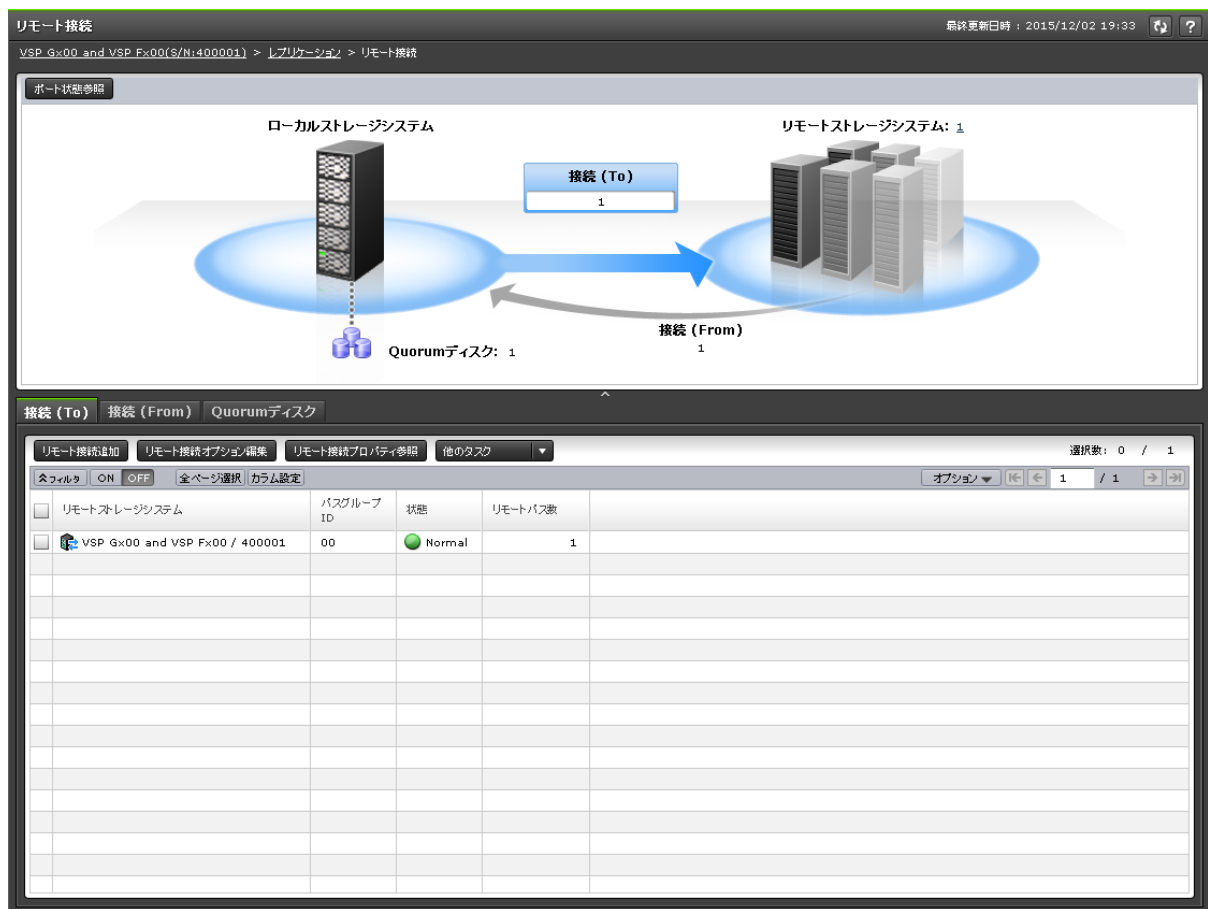 リモート接続
最終更新日時 : 2015/12/02 19:33
?
VSP Gx00 and VSP Fx00(S/N:400001) > レプリケーション > リモート接続
ポート状態参照
ローカルストレージシステム
リモートストレージシステム: 1
接続 (To)
1
接続 (From)
1
Quorumディスク: 1
接続 (To) 接続 (From) Quorumディスク
リモート接続追加 リモート接続オプション編集 リモート接続プロパティ参照 他のタスク
選択数: 0 / 1
フィルタ ON OFF 全ページ選択 カラム設定
オプション 1 / 1
リモートストレージシステム パスグループ ID 状態 リモートパス数
VSP Gx00 and VSP Fx00 / 400001 00 Normal 1